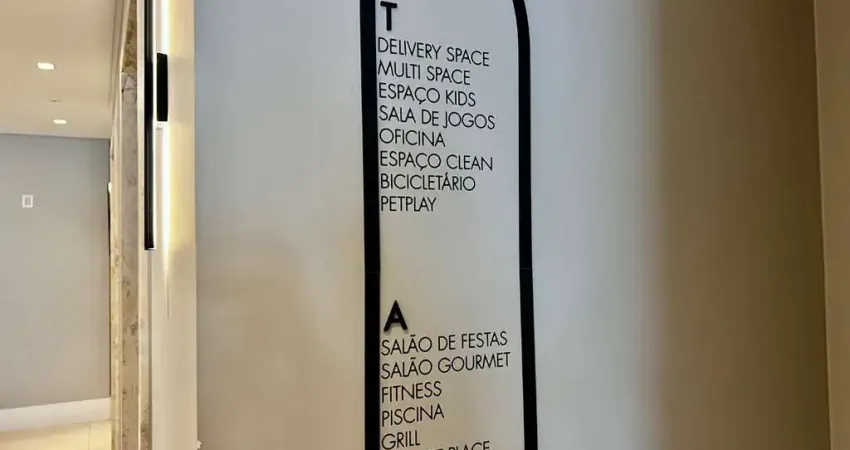 T
DELIVERY SPACE
MULTI SPACE
ESPAÇO KIDS
SALA DE JOGOS
OFICINA
ESPAÇO CLEAN
BICICLETÁRIO
PETPLAY
A
SALÃO DE FESTAS
SALÃO GOURMET
FITNESS
PISCINA
GRILL
PLACE